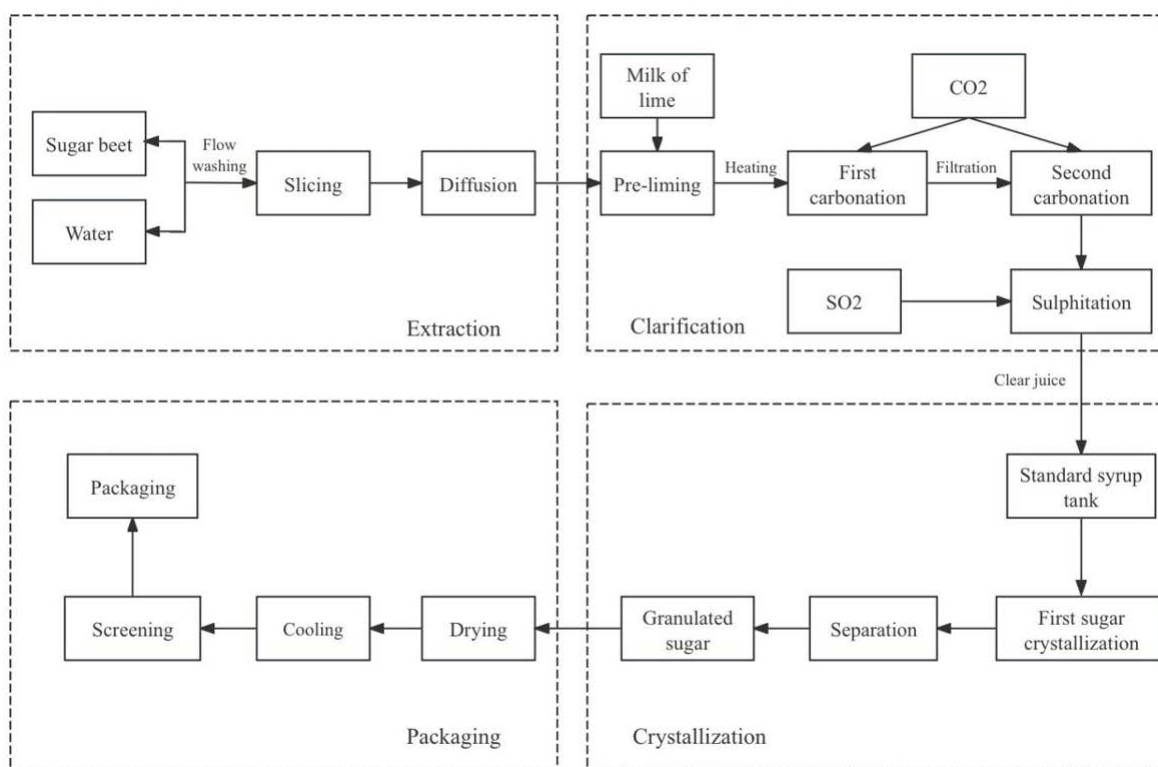 Sugar beet
Water
Flow
washing
Slicing
Diffusion
Extraction
Milk of
lime
CO2
Pre-liming
Heating
First
carbonation
Filtration
Second
carbonation
SO2
Sulphitation
Clarification
Clear juice
Standard syrup
tank
First sugar
crystallization
Separation
Granulated
sugar
Crystallization
Drying
Cooling
Screening
Packaging
Packaging